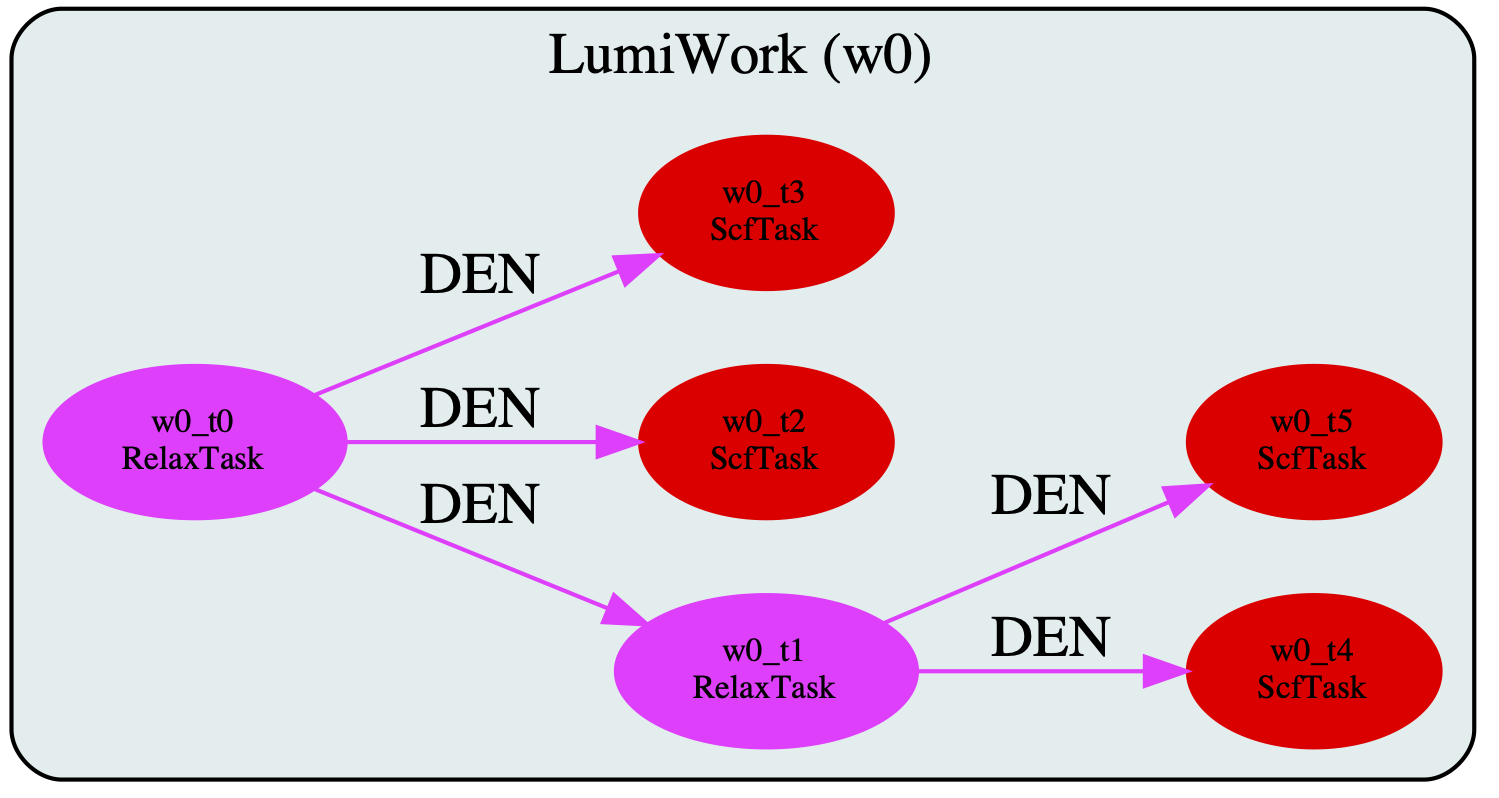 LumiWork (w0)
w0_t3
ScfTask
DEN
w0_t0
RelaxTask
DEN
w0_t2
ScfTask
w0_t5
ScfTask
DEN
DEN
w0_t1
RelaxTask
DEN
w0_t4
ScfTask